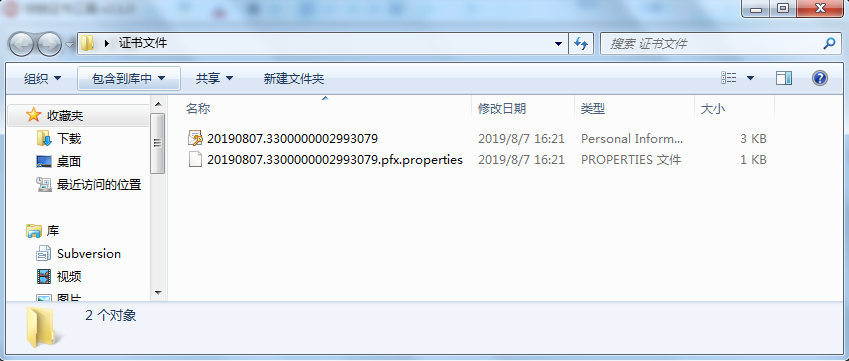 证书文件
搜索 证书文件
组织 包含到库中 共享 新建文件夹
收藏夹
下载
桌面
最近访问的位置
库
Subversion
视频
图片
名称 修改日期 类型 大小
20190807.3300000002993079 2019/8/7 16:21 Personal Inform... 3 KB
20190807.3300000002993079.pfx.properties 2019/8/7 16:21 PROPERTIES 文件 1 KB
2 个对象